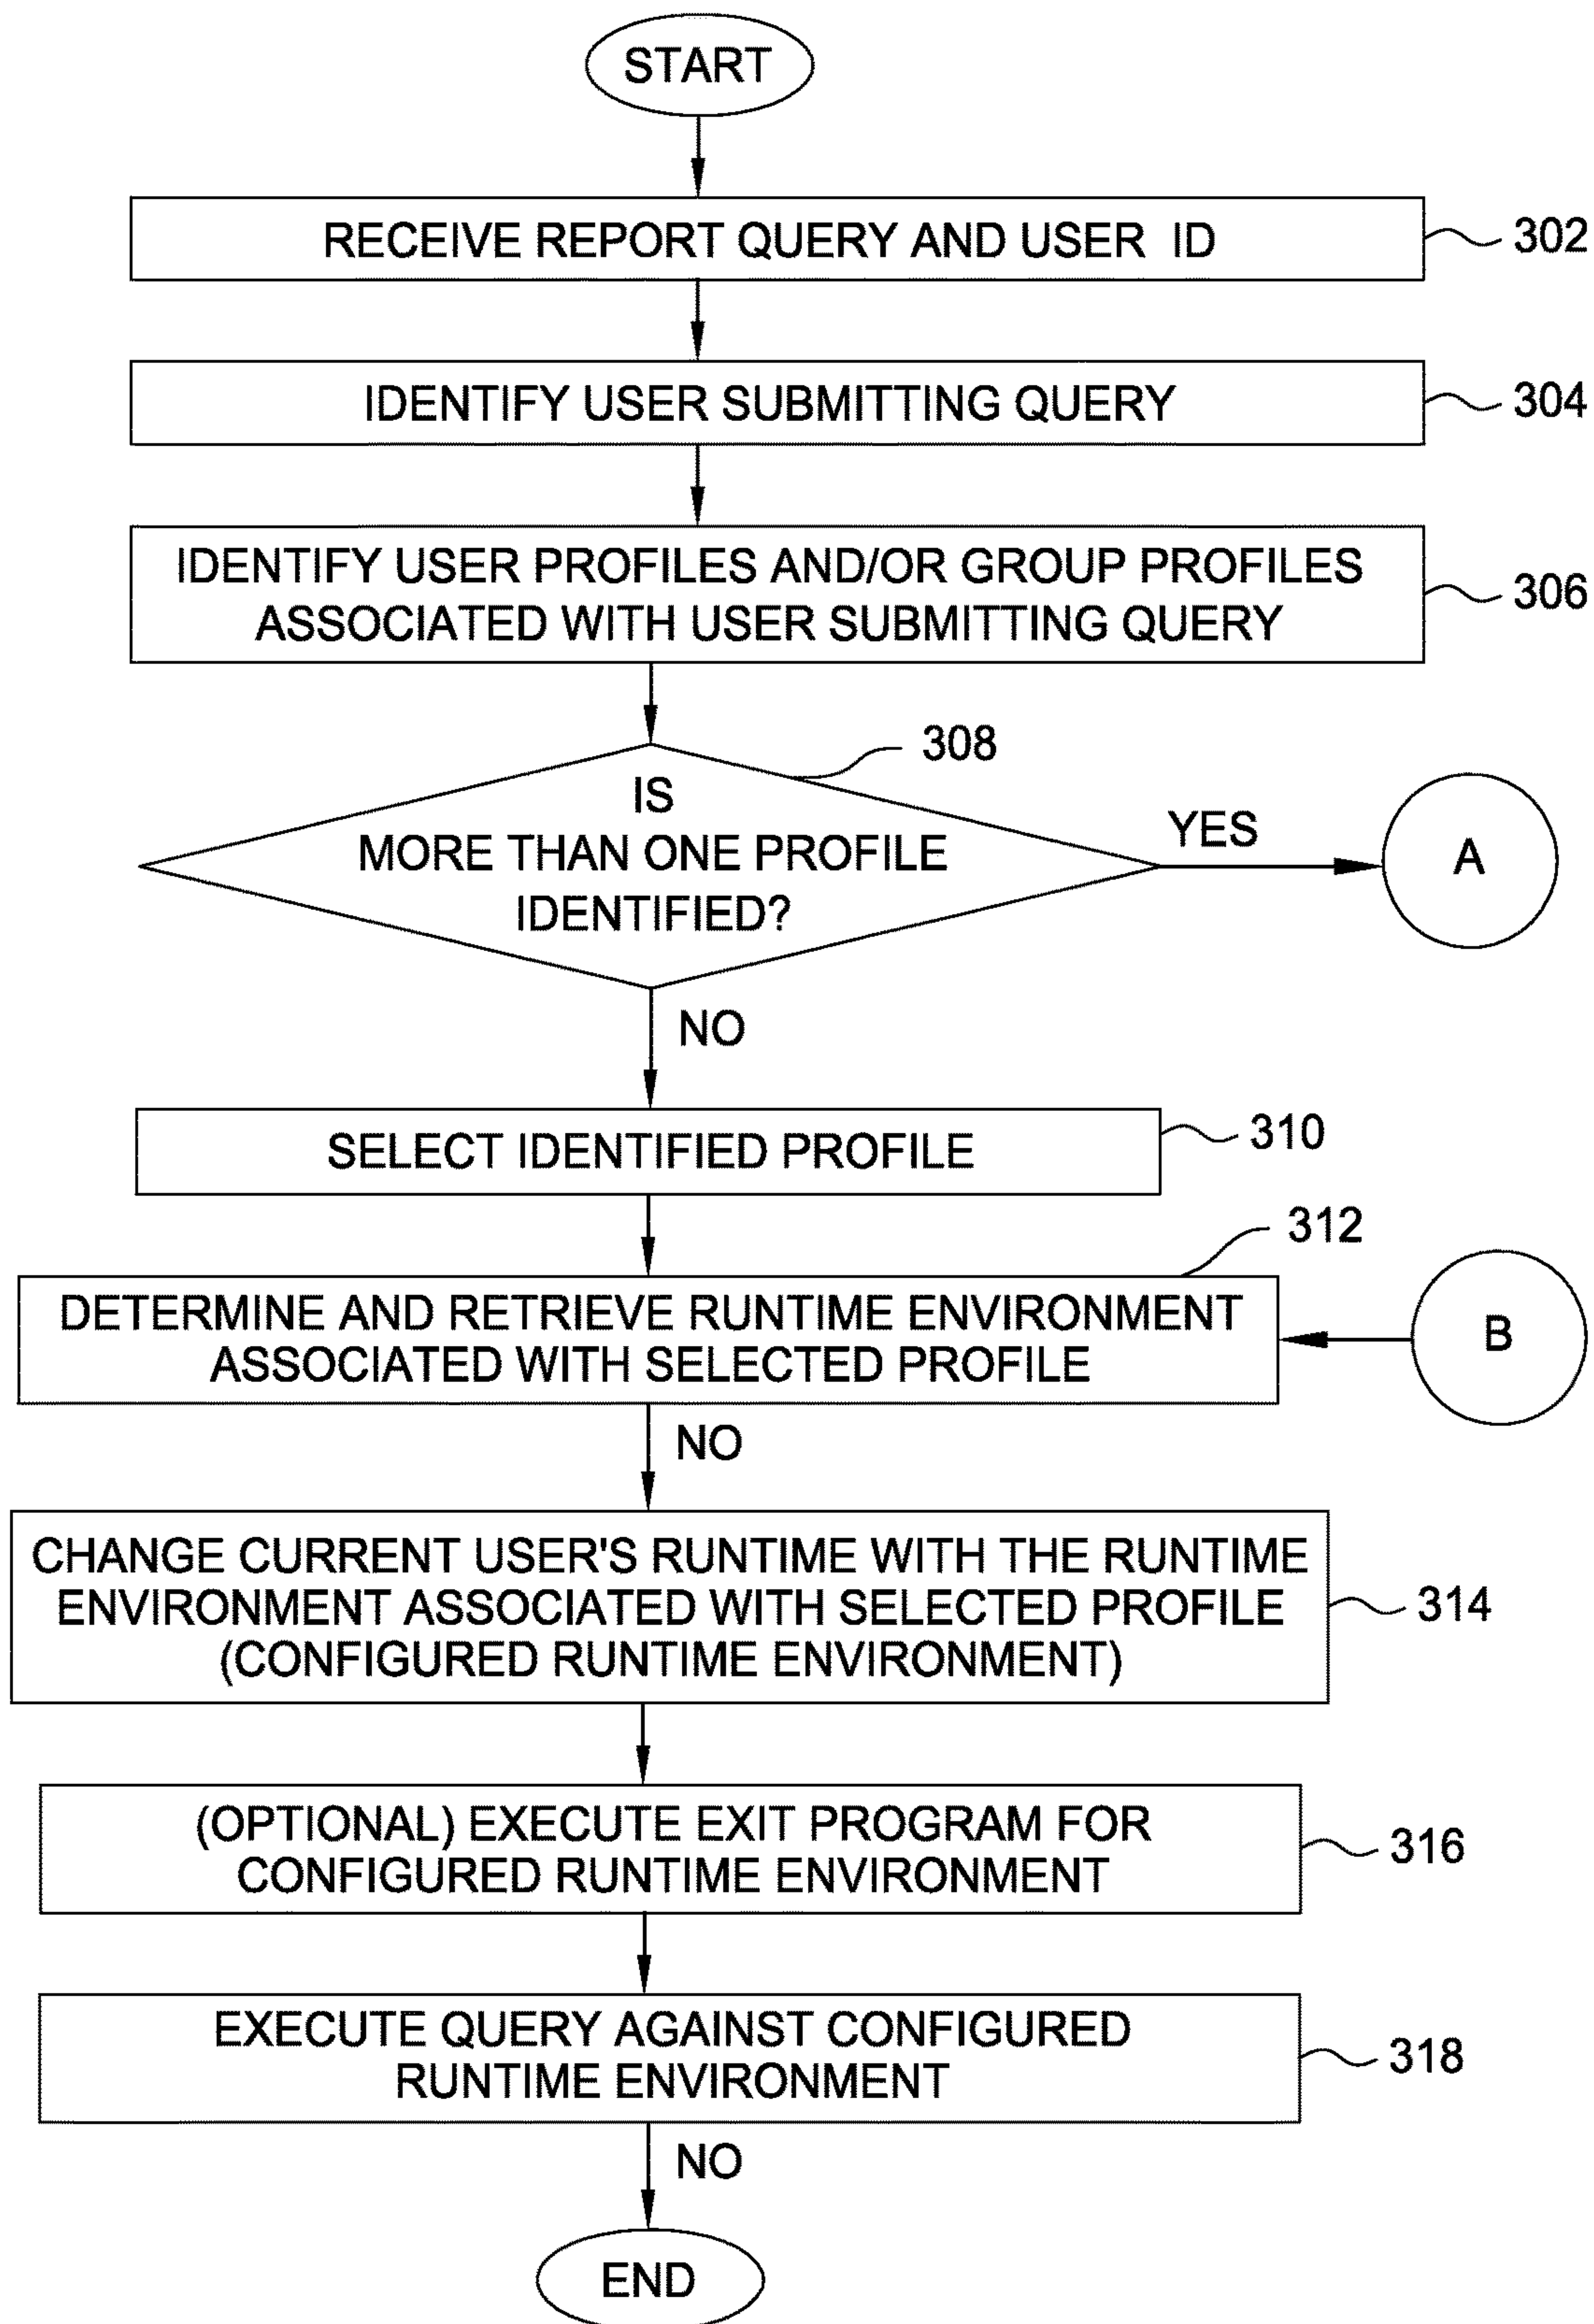 START
RECEIVE REPORT QUERY AND USER ID
302
IDENTIFY USER SUBMITTING QUERY
304
IDENTIFY USER PROFILES AND/OR GROUP PROFILES
ASSOCIATED WITH USER SUBMITTING QUERY
306
308
IS
MORE THAN ONE PROFILE
IDENTIFIED?
YES
A
NO
SELECT IDENTIFIED PROFILE
310
312
DETERMINE AND RETRIEVE RUNTIME ENVIRONMENT
ASSOCIATED WITH SELECTED PROFILE
B
NO
CHANGE CURRENT USER'S RUNTIME WITH THE RUNTIME
ENVIRONMENT ASSOCIATED WITH SELECTED PROFILE
(CONFIGURED RUNTIME ENVIRONMENT)
314
(OPTIONAL) EXECUTE EXIT PROGRAM FOR
CONFIGURED RUNTIME ENVIRONMENT
316
EXECUTE QUERY AGAINST CONFIGURED
RUNTIME ENVIRONMENT
318
NO
END